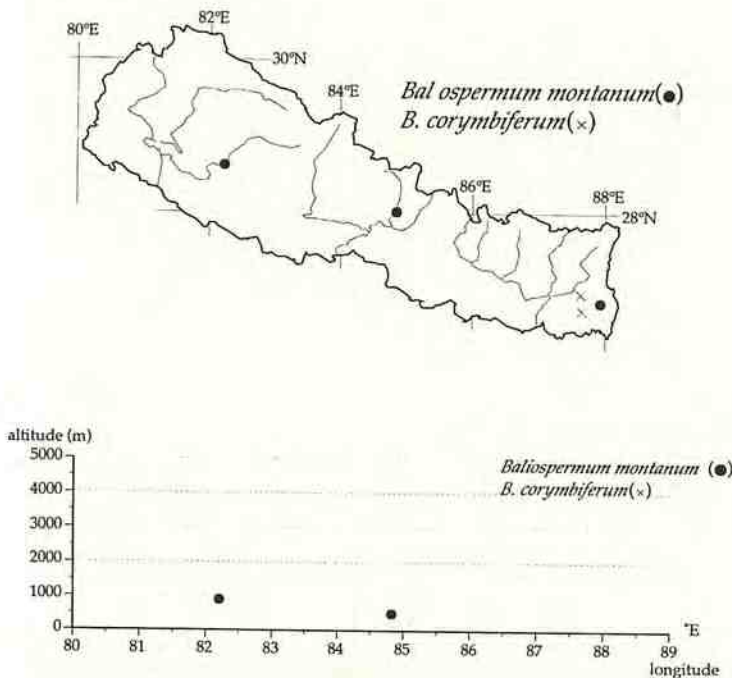 82°E
80°E
30°N
84°E
Bal ospermum montanum(●)
B. corymbiferum(×)
86°E
88°E
28°N
altitude (m)
5000
4000
3000
2000
1000
0
Baliospermum montanum (●)
B. corymbiferum(×)
80 81 82 83 84 85 86 87 88 89
°E
longitude